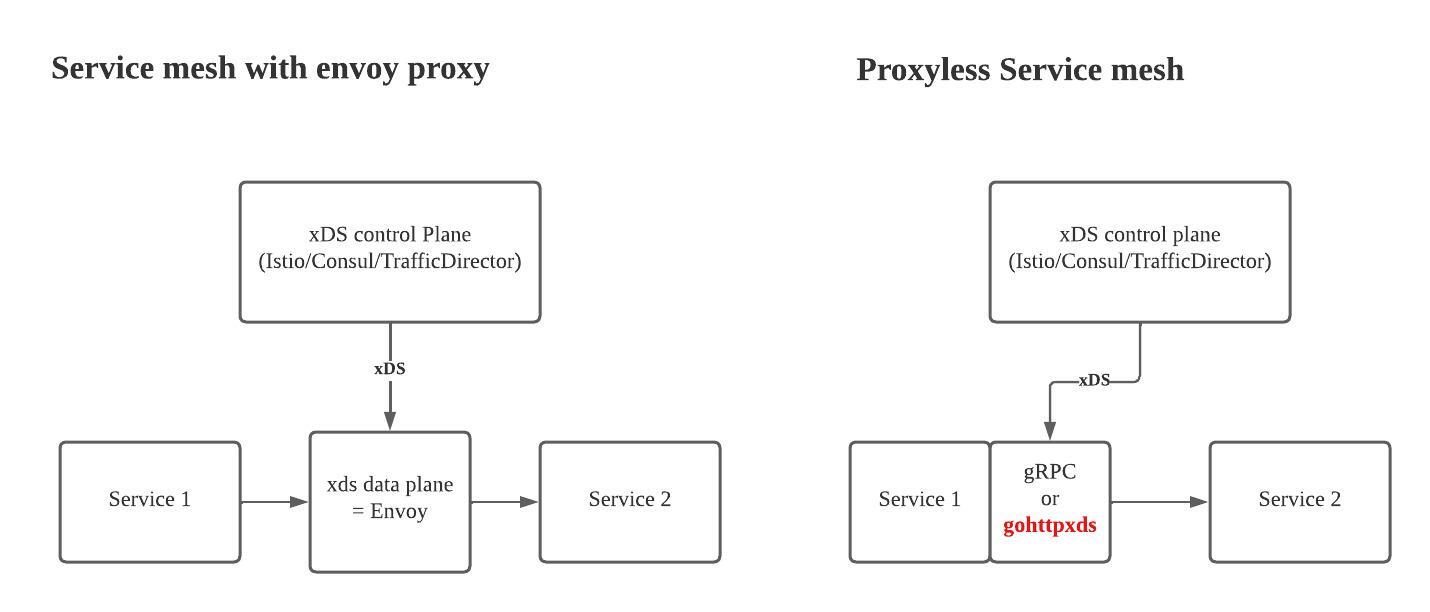 Service mesh with envoy proxy
xDS control Plane
(Istio/Consul/TrafficDirector)
xDS
Service 1
xds data plane
= Envoy
Service 2
Proxyless Service mesh
xDS control plane
(Istio/Consul/TrafficDirector)
xDS
Service 1
gRPC
or
gohttpxds
Service 2